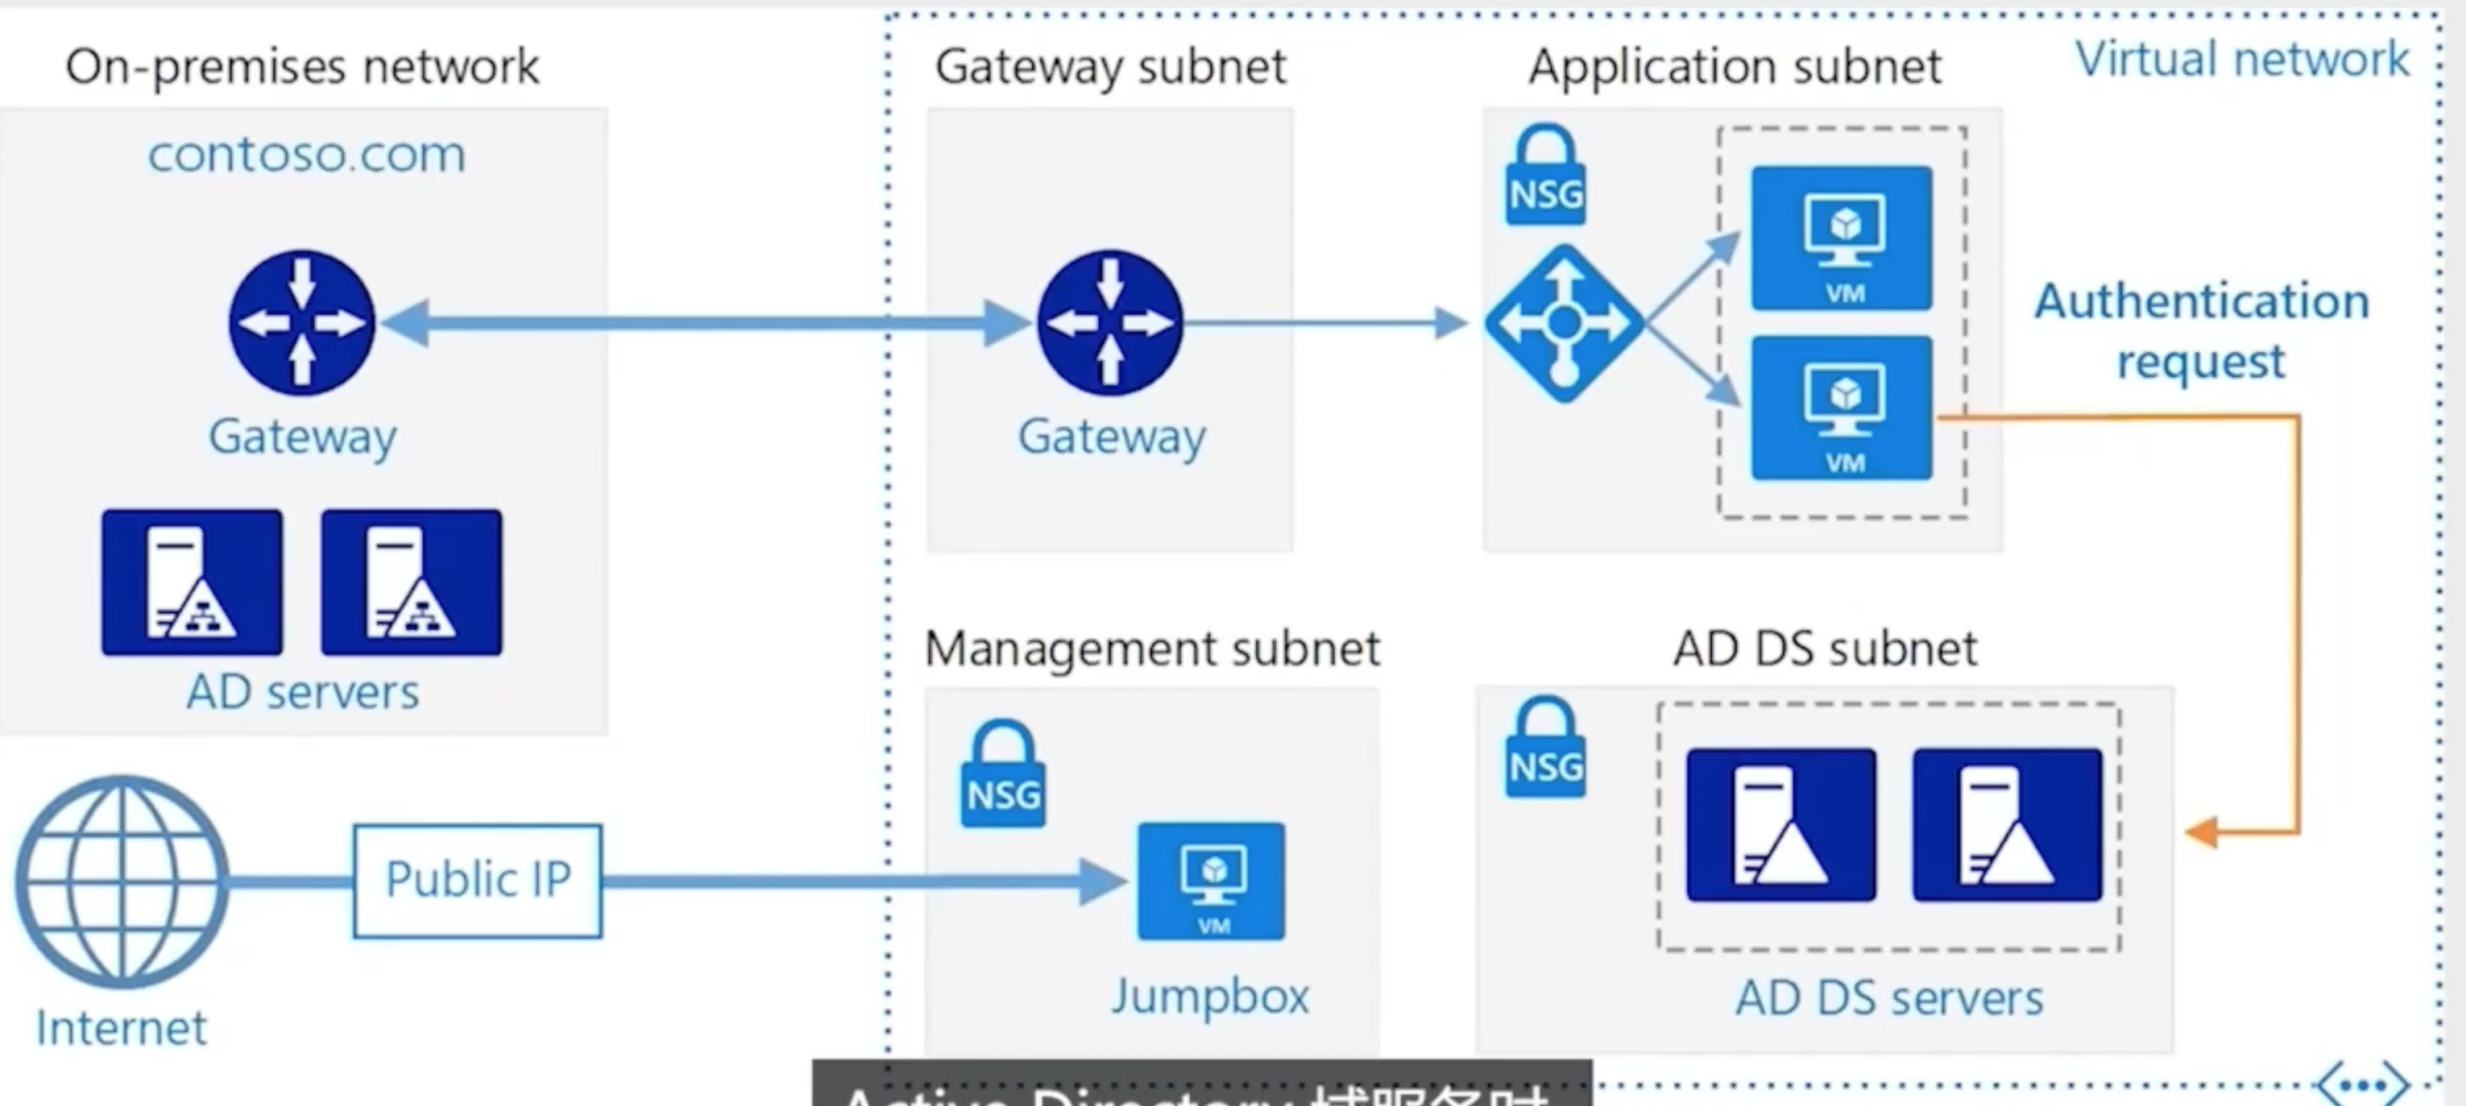 On-premises network
contoso.com
Gateway
AD servers
Internet
Public IP
Virtual network
Gateway subnet
Gateway
Application subnet
NSG
VM
VM
Authentication
request
Management subnet
NSG
VM
Jumpbox
AD DS subnet
NSG
AD DS servers
Active Directory 域服务时